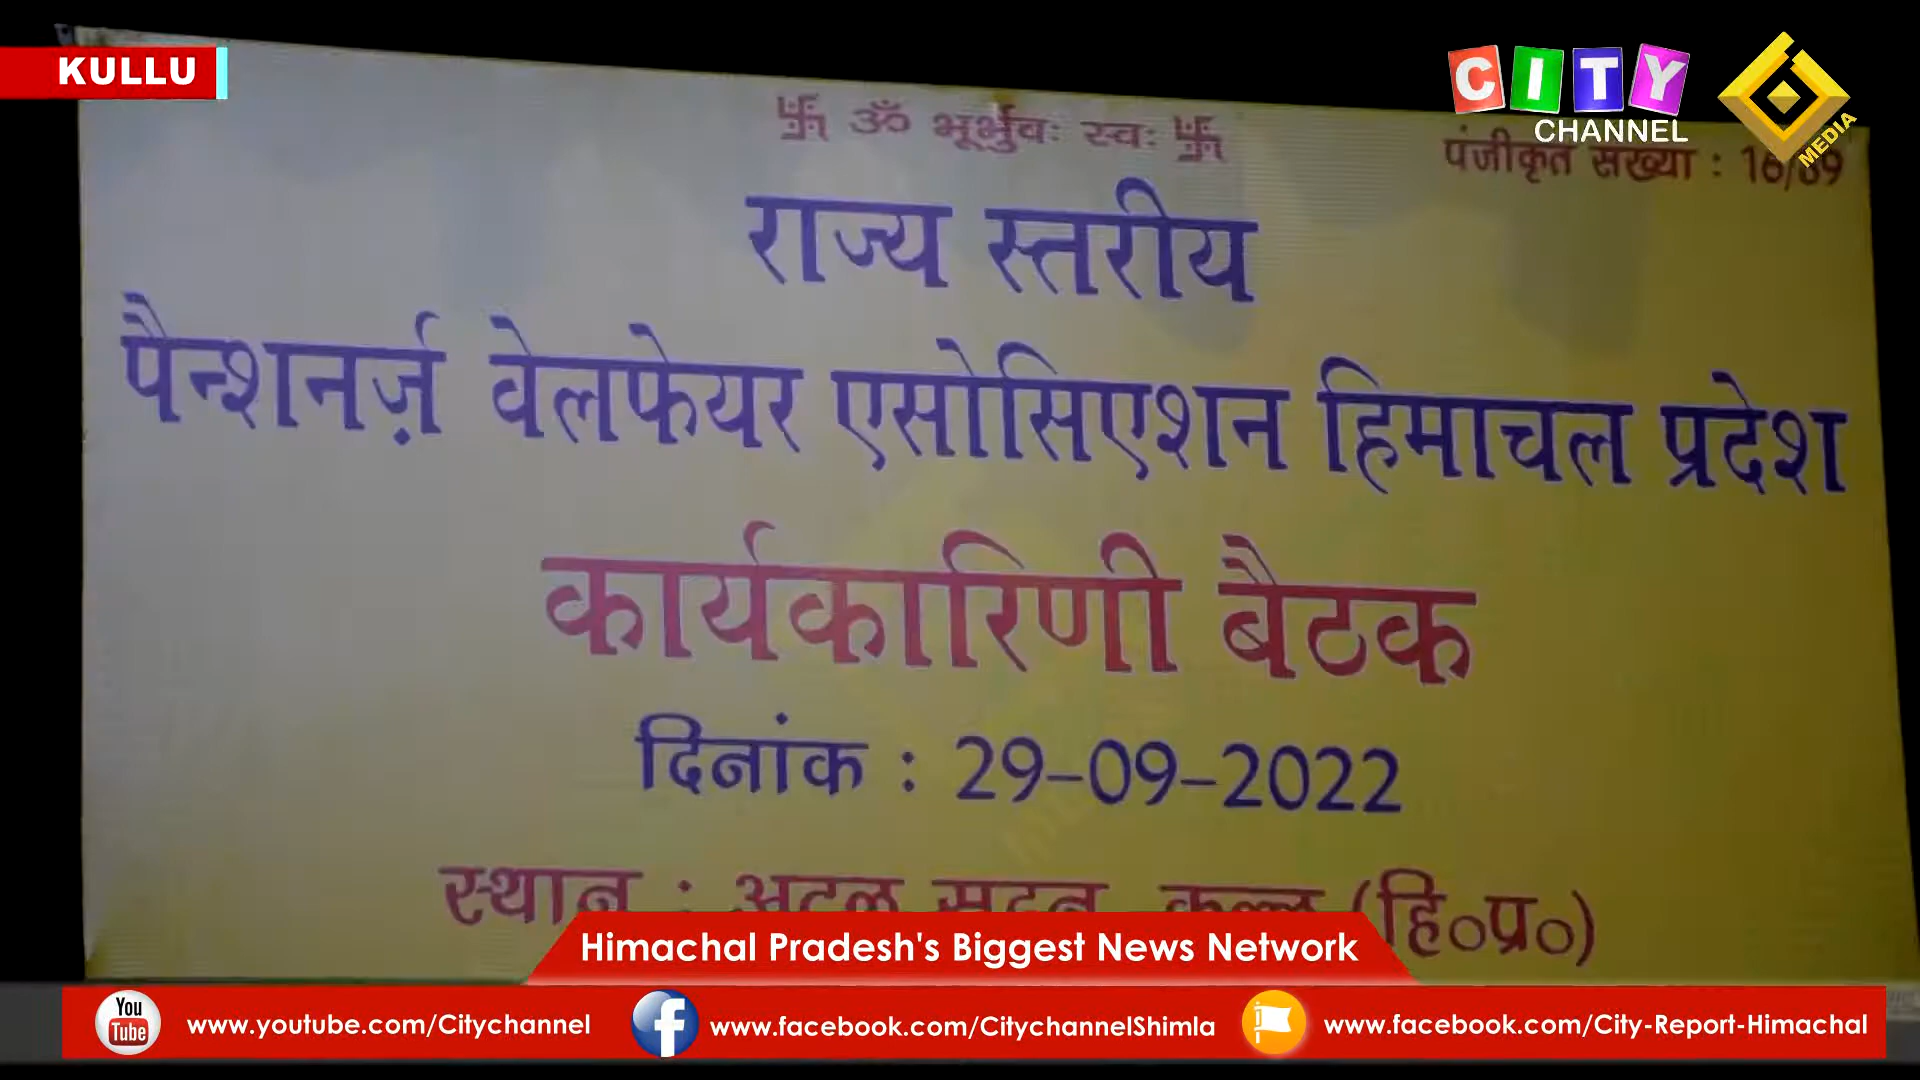 KULLU
CITY
CHANNEL
MEDIA
卐 ॐ भूर्भुवः स्वः 卐
पंजीकृत संख्या :
राज्य स्तरीय
पैन्शनर्ज़ वेलफेयर एसोसिएशन हिमाचल प्रदेश
कार्यकारिणी बैठक
दिनांक : 29-09-2022
स्थान : अटल सदन कुल्लू (हि०प्र०)
Himachal Pradesh's Biggest News Network
You Tube www.youtube.com/Citychannel
f www.facebook.com/CitychannelShimla
www.facebook.com/City-Report-Himachal